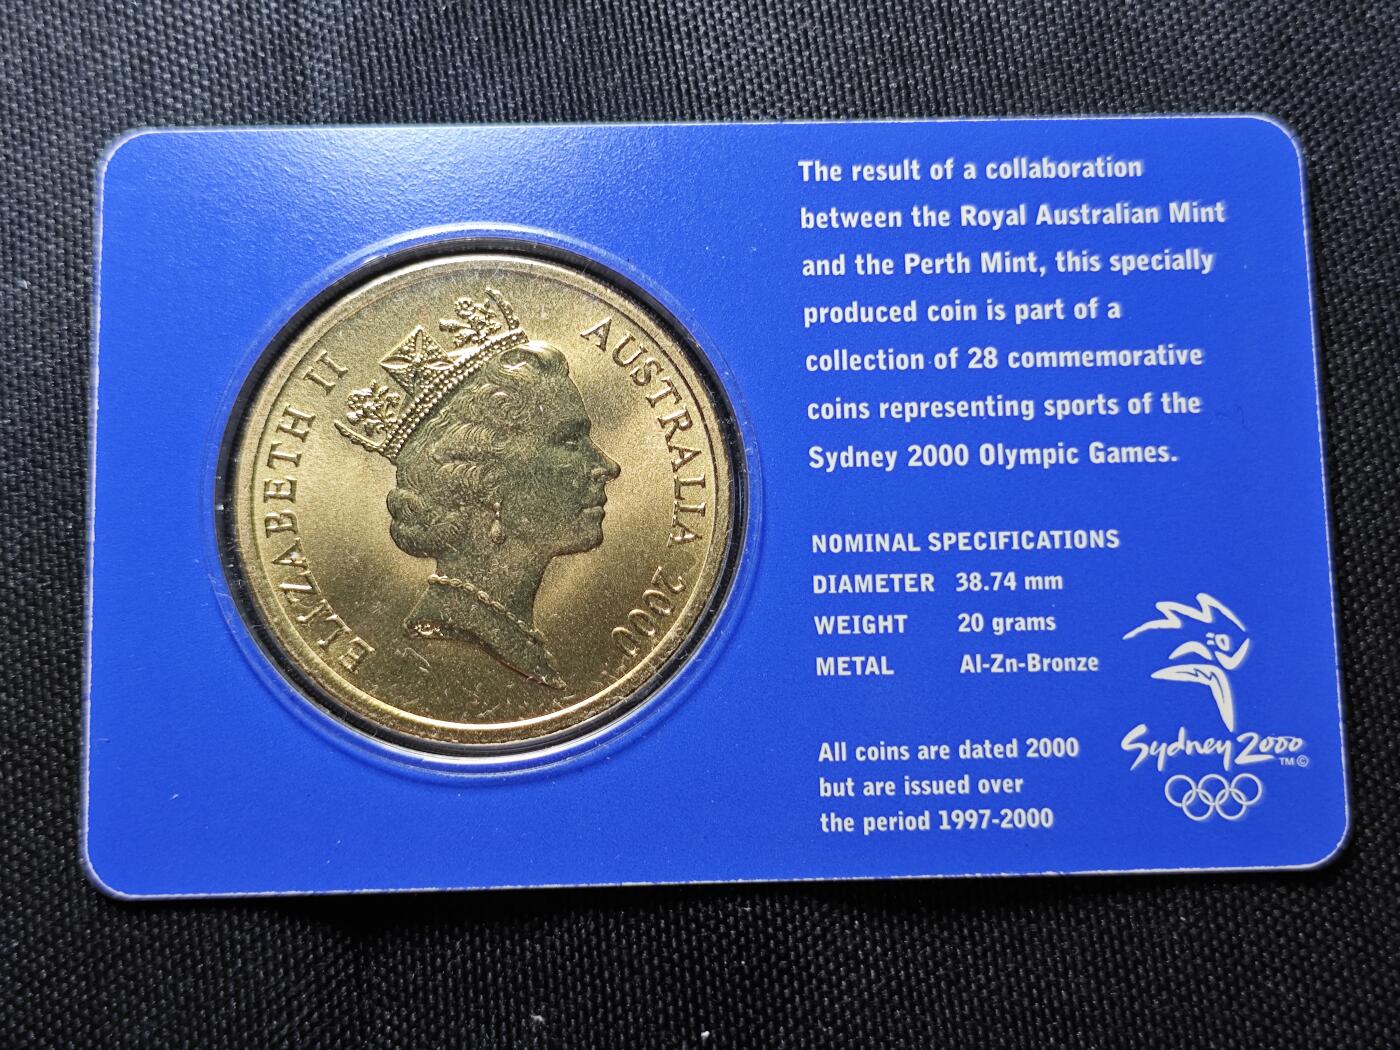 ELIZABETH II
AUSTRALIA 2000
The result of a collaboration
between the Royal Australian Mint
and the Perth Mint, this specially
produced coin is part of a
collection of 28 commemorative
coins representing sports of the
Sydney 2000 Olympic Games.
NOMINAL SPECIFICATIONS
DIAMETER 38.74 mm
WEIGHT 20 grams
METAL Al-Zn-Bronze
All coins are dated 2000
but are issued over
the period 1997-2000
Sydney 2000
TM ©